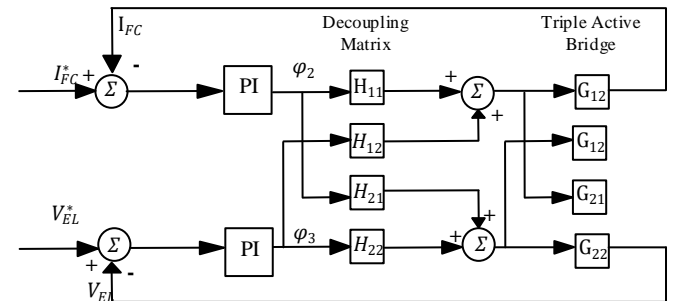 I_FC
Decoupling
Matrix
Triple Active
Bridge
I*_FC + Σ -
PI
φ2
H11
+ Σ +
G12
H12
G12
H21
G21
V*_EL
+ Σ -
PI
φ3
H22
+ Σ +
G22
V_EL